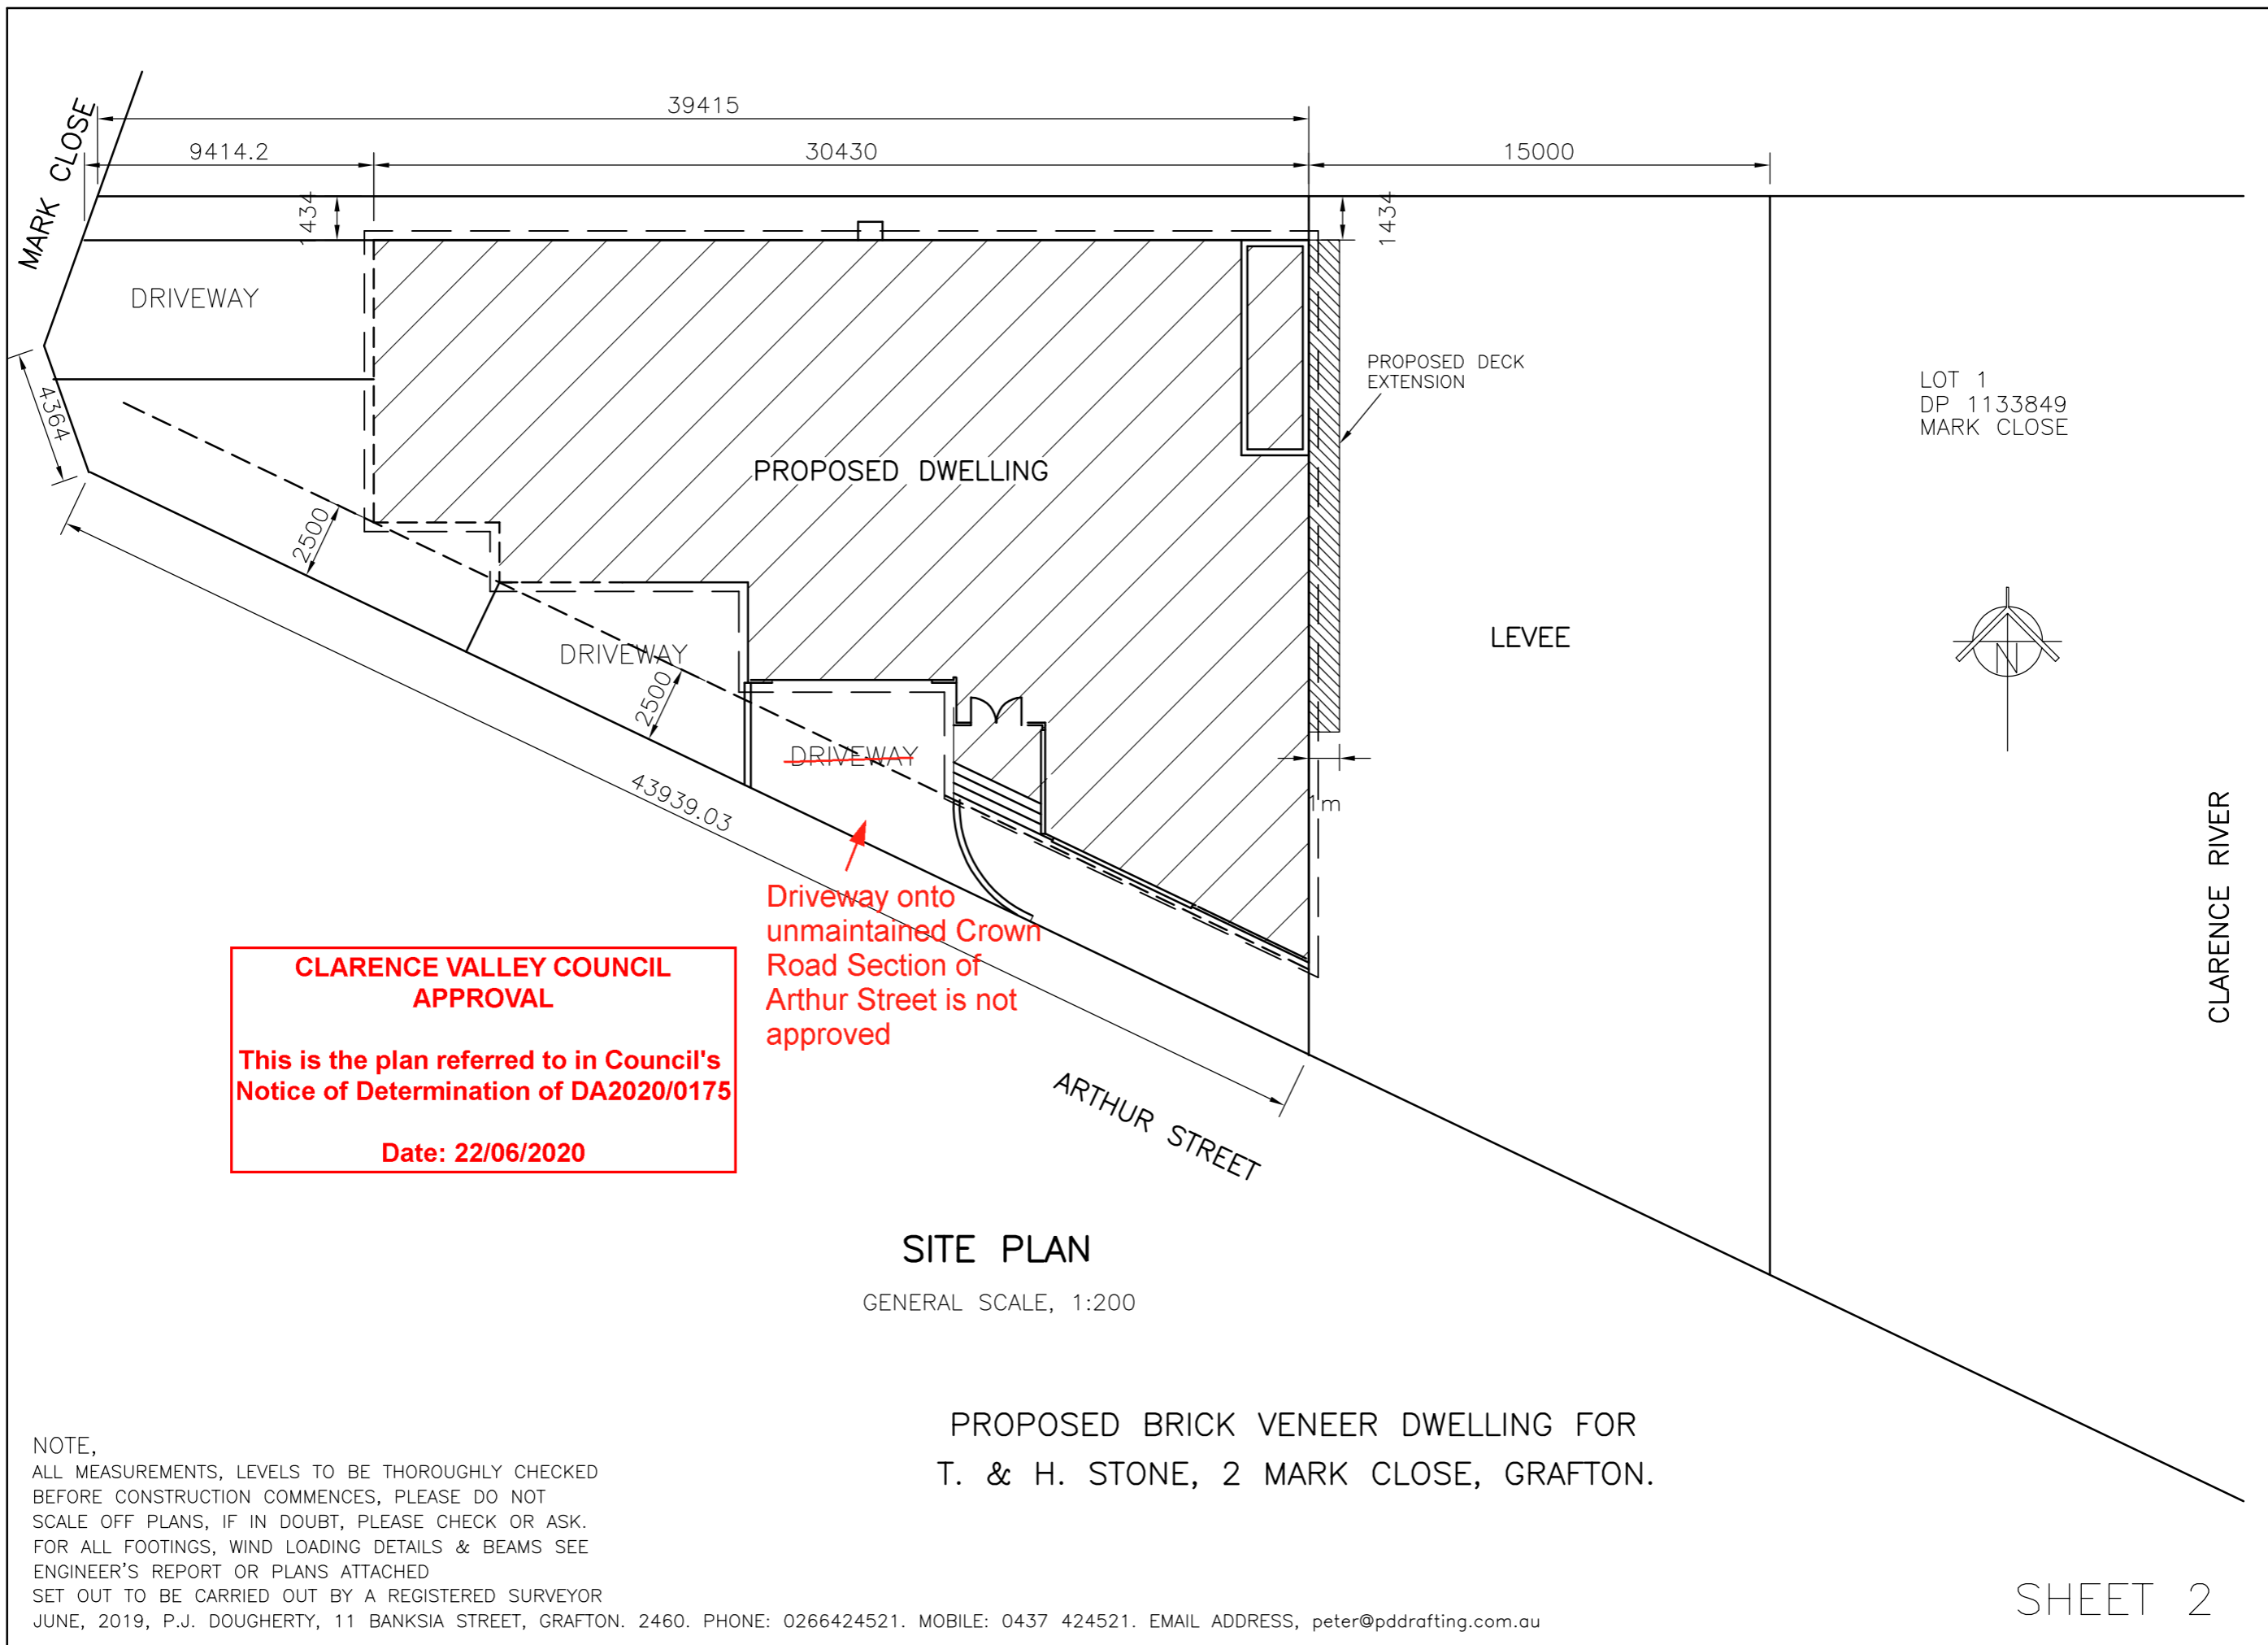 39415
9414.2
30430
15000
MARK CLOSE
1434
1434
DRIVEWAY
PROPOSED DECK
EXTENSION
LOT 1
DP 1133849
MARK CLOSE
4364
PROPOSED DWELLING
2500
LEVEE
N
DRIVEWAY
2500
DRIVEWAY
1m
43939.03
CLARENCE RIVER
Driveway onto
unmaintained Crown
Road Section of
Arthur Street is not
approved
CLARENCE VALLEY COUNCIL
APPROVAL
This is the plan referred to in Council's
Notice of Determination of DA2020/0175
Date: 22/06/2020
ARTHUR STREET
SITE PLAN
GENERAL SCALE, 1:200
PROPOSED BRICK VENEER DWELLING FOR
T. & H. STONE, 2 MARK CLOSE, GRAFTON.
NOTE,
ALL MEASUREMENTS, LEVELS TO BE THOROUGHLY CHECKED
BEFORE CONSTRUCTION COMMENCES, PLEASE DO NOT
SCALE OFF PLANS, IF IN DOUBT, PLEASE CHECK OR ASK.
FOR ALL FOOTINGS, WIND LOADING DETAILS & BEAMS SEE
ENGINEER'S REPORT OR PLANS ATTACHED
SET OUT TO BE CARRIED OUT BY A REGISTERED SURVEYOR
JUNE, 2019, P.J. DOUGHERTY, 11 BANKSIA STREET, GRAFTON. 2460. PHONE: 0266424521. MOBILE: 0437 424521. EMAIL ADDRESS, peter@pddrafting.com.au
SHEET 2